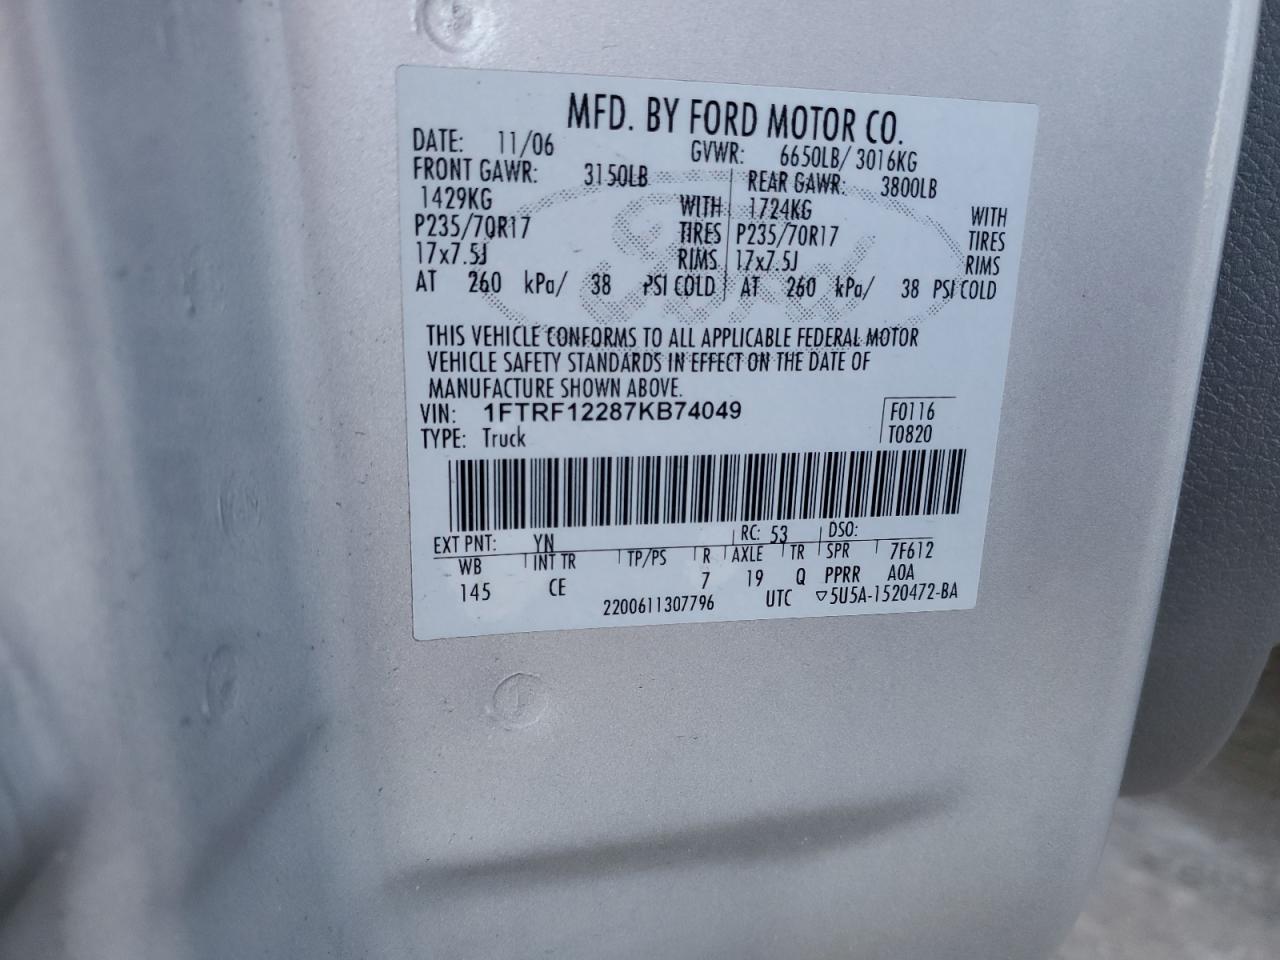 MFD. BY FORD MOTOR CO.
DATE: 11/06 GVWR: 6650LB/ 3016KG
FRONT GAWR: 3150LB REAR GAWR: 3800LB
1429KG WITH 1724KG WITH
P235/70R17 TIRES P235/70R17 TIRES
17x7.5J RIMS 17x7.5J RIMS
AT 260 kPa/ 38 PSI COLD AT 260 kPa/ 38 PSI COLD
THIS VEHICLE CONFORMS TO ALL APPLICABLE FEDERAL MOTOR
VEHICLE SAFETY STANDARDS IN EFFECT ON THE DATE OF
MANUFACTURE SHOWN ABOVE.
VIN: 1FTRF12287KB74049 F0116
TYPE: Truck T0820
EXT PNT: YN RC: 53 DSO:
WB INT TR TP/PS R AXLE TR SPR 7F612
145 CE 7 19 Q PPRR A0A
2200611307796 UTC ▽5U5A-1520472-BA